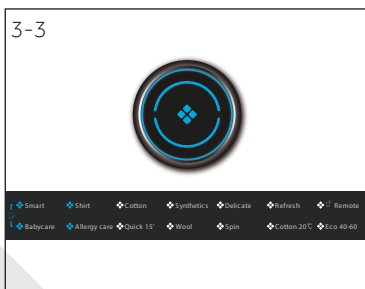 3-3
Smart Shirt Cotton Synthetics Delicate Refresh Remote
Babycare Allergy care Quick 15' Wool Spin Cotton 20℃ Eco 40-60